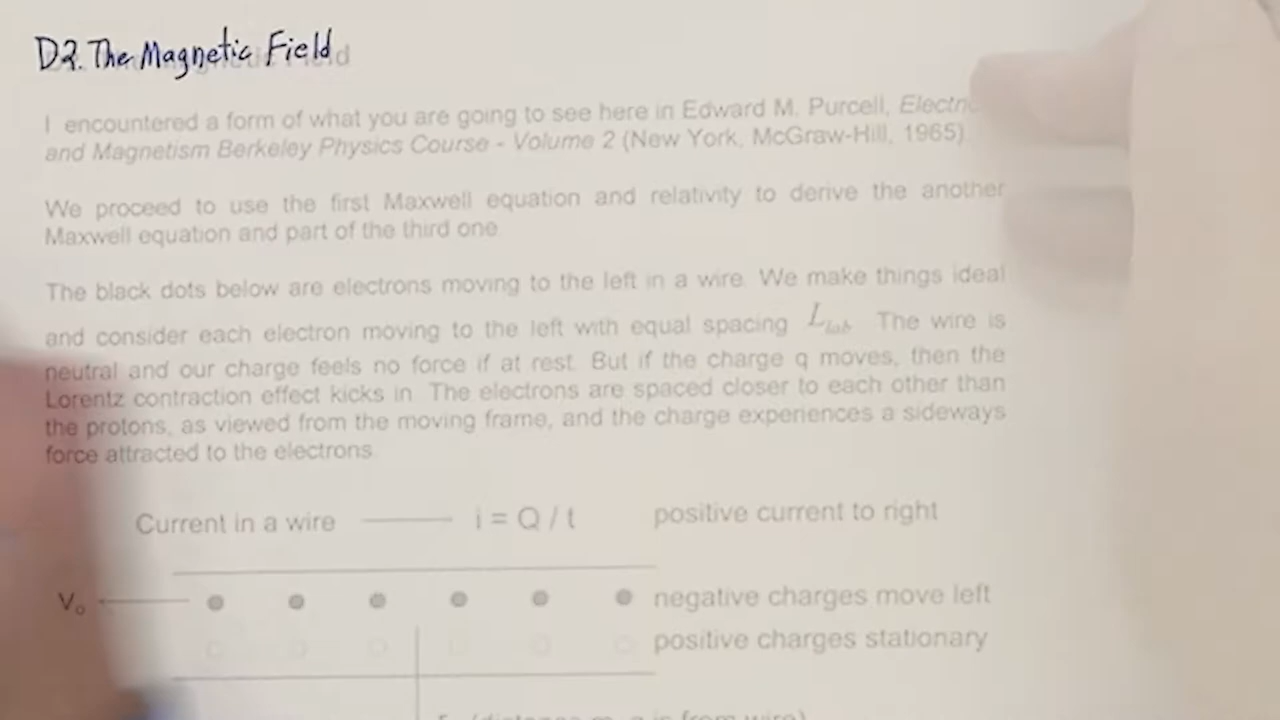 D2. The Magnetic Field
I encountered a form of what you are going to see here in Edward M. Purcell,
and Magnetism Berkeley Physics Course - Volume 2 (New York, McGraw-Hill, 1965).
We proceed to use the first Maxwell equation and relativity to derive the another
Maxwell equation and part of the third one
The black dots below are electrons moving to the left in a wire. We make things ideal
and consider each electron moving to the left with equal spacing L_lab The wire is
neutral and our charge feels no force if at rest. But if the charge q moves, then the
Lorentz contraction effect kicks in. The electrons are spaced closer to each other than
the protons, as viewed from the moving frame, and the charge experiences a sideways
force attracted to the electrons
Current in a wire i = Q / t positive current to right
V₀ negative charges move left
positive charges stationary
from wire)